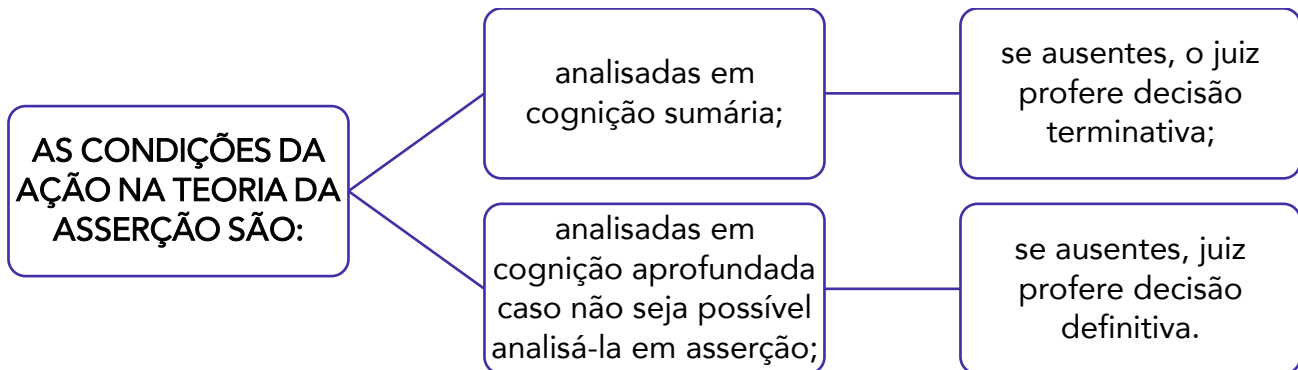 AS CONDIÇÕES DA
AÇÃO NA TEORIA DA
ASSERÇÃO SÃO:
analisadas em
cognição sumária;
se ausentes, o juiz
profere decisão
terminativa;
analisadas em
cognição aprofundada
caso não seja possível
analisá-la em asserção;
se ausentes, juiz
profere decisão
definitiva.